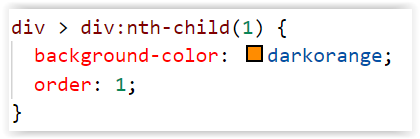 div > div:nth-child(1) {
background-color: darkorange;
order: 1;
}